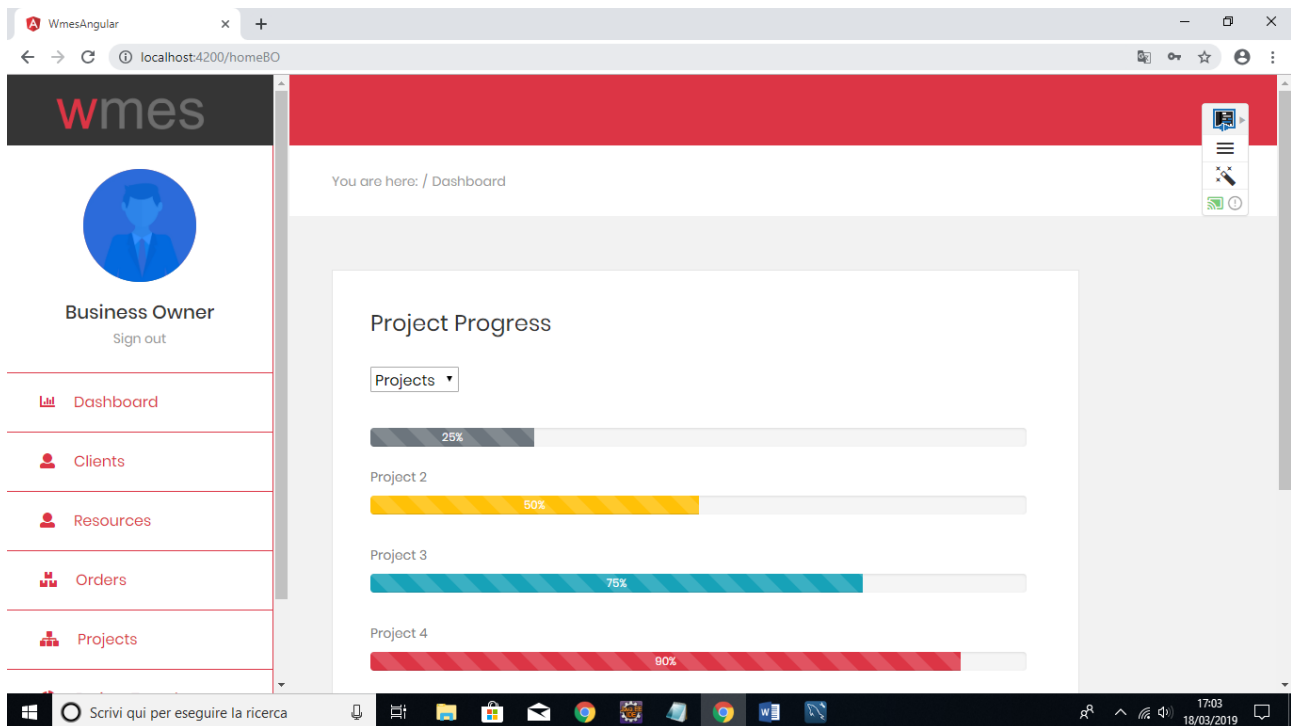 WmesAngular
localhost:4200/homeBO
wmes
You are here: / Dashboard
Business Owner
Sign out
Dashboard
Clients
Resources
Orders
Projects
Project Progress
Projects
25%
Project 2
50%
Project 3
75%
Project 4
90%
Scrivi qui per eseguire la ricerca
17:03
18/03/2019